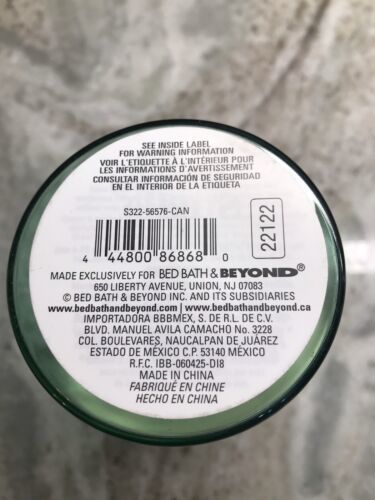 SEE INSIDE LABEL
FOR WARNING INFORMATION
VOIR L'ETIQUETTE À L'INTÉRIEUR POUR
LES INFORMATIONS D'AVERTISSEMENT
CONSULTAR INFORMACIÓN DE SEGURIDAD
EN EL INTERIOR DE LA ETIQUETA
S322-56576-CAN
4 44800 86868 0
22122
MADE EXCLUSIVELY FOR BED BATH & BEYOND®
650 LIBERTY AVENUE, UNION, NJ 07083
© BED BATH & BEYOND INC. AND ITS SUBSIDIARIES
www.bedbathandbeyond.com www.bedbathandbeyond.ca
IMPORTADORA BBBMEX, S. DE R.L. DE C.V.
BLVD. MANUEL AVILA CAMACHO No. 3228
COL. BOULEVARES, NAUCALPAN DE JUÁREZ
ESTADO DE MÉXICO C.P. 53140 MÉXICO
R.F.C. IBB-060425-DI8
MADE IN CHINA
FABRIQUÉ EN CHINE
HECHO EN CHINA